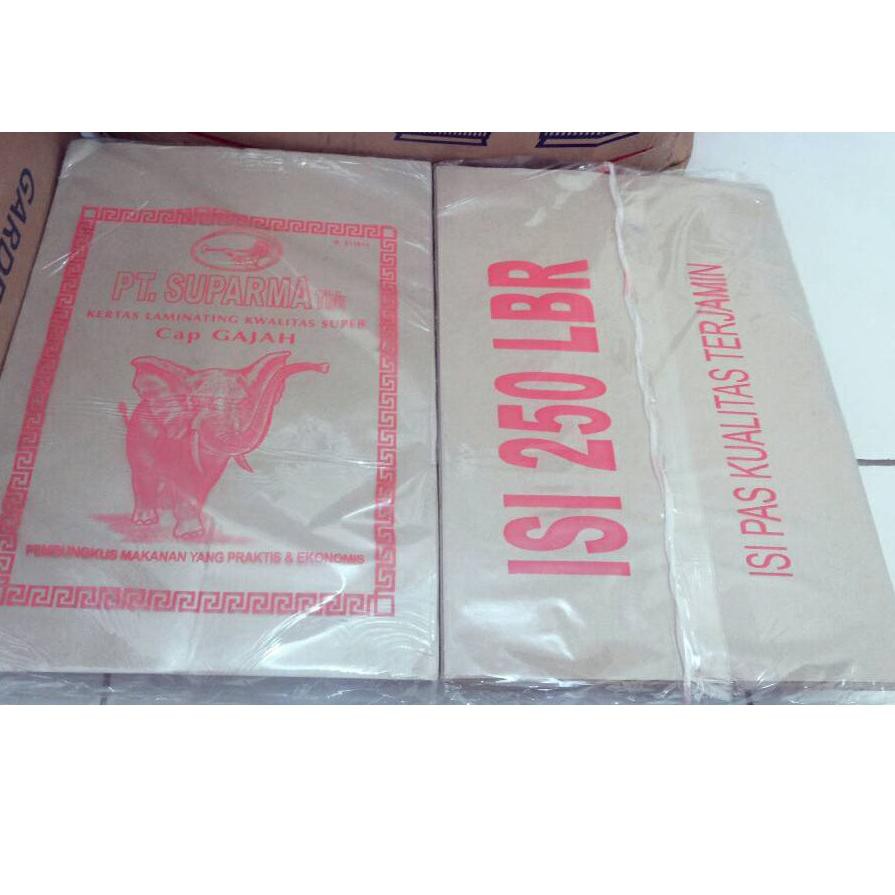 PT. SUPARMA Tbk
KERTAS LAMINATING KWALITAS SUPER
Cap GAJAH
PEMBUNGKUS MAKANAN YANG PRAKTIS & EKONOMIS
ISI 250 LBR
ISI PAS KUALITAS TERJAMIN